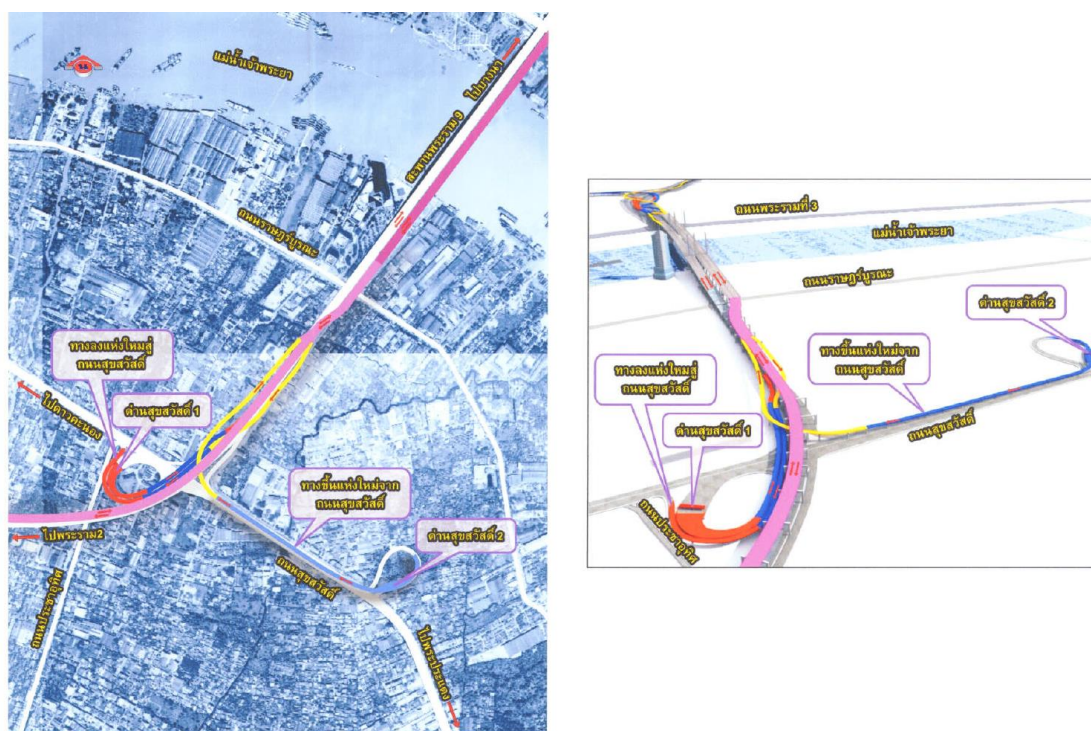 แม่น้ำเจ้าพระยา
ไปบางนา
สะพานพระราม 9
ถนนราษฎร์บูรณะ
ทางลงแห่งใหม่สู่
ถนนสุขสวัสดิ์
ด่านสุขสวัสดิ์ 1
ไปดาวคะนอง
ทางขึ้นแห่งใหม่จาก
ถนนสุขสวัสดิ์
ด่านสุขสวัสดิ์ 2
ไปพระราม2
ถนนสุขสวัสดิ์
ถนนประชาอุทิศ
ไปพระประแดง
ถนนพระรามที่ 3
แม่น้ำเจ้าพระยา
ถนนราษฎร์บูรณะ
ด่านสุขสวัสดิ์ 2
ทางขึ้นแห่งใหม่จาก
ถนนสุขสวัสดิ์
ทางลงแห่งใหม่สู่
ถนนสุขสวัสดิ์
ถนนสุขสวัสดิ์
ด่านสุขสวัสดิ์ 1
ถนนประชาอุทิศ